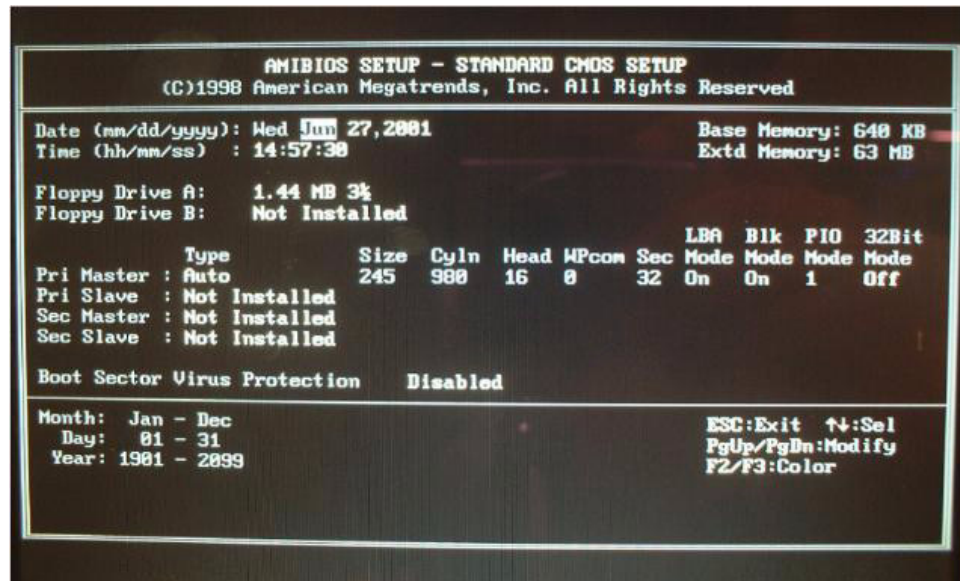 AMIBIOS SETUP - STANDARD CMOS SETUP
(C)1998 American Megatrends, Inc. All Rights Reserved
Date (mm/dd/yyyy): Wed Jun 27,2001 Base Memory: 640 KB
Time (hh/mm/ss) : 14:57:30 Extd Memory: 63 MB
Floppy Drive A: 1.44 MB 3½
Floppy Drive B: Not Installed
LBA Blk PIO 32Bit
Type Size Cyln Head WPcom Sec Mode Mode Mode Mode
Pri Master : Auto 245 980 16 0 32 On On 1 Off
Pri Slave : Not Installed
Sec Master : Not Installed
Sec Slave : Not Installed
Boot Sector Virus Protection Disabled
Month: Jan - Dec ESC:Exit ↑↓:Sel
Day: 01 - 31 PgUp/PgDn:Modify
Year: 1901 - 2099 F2/F3:Color